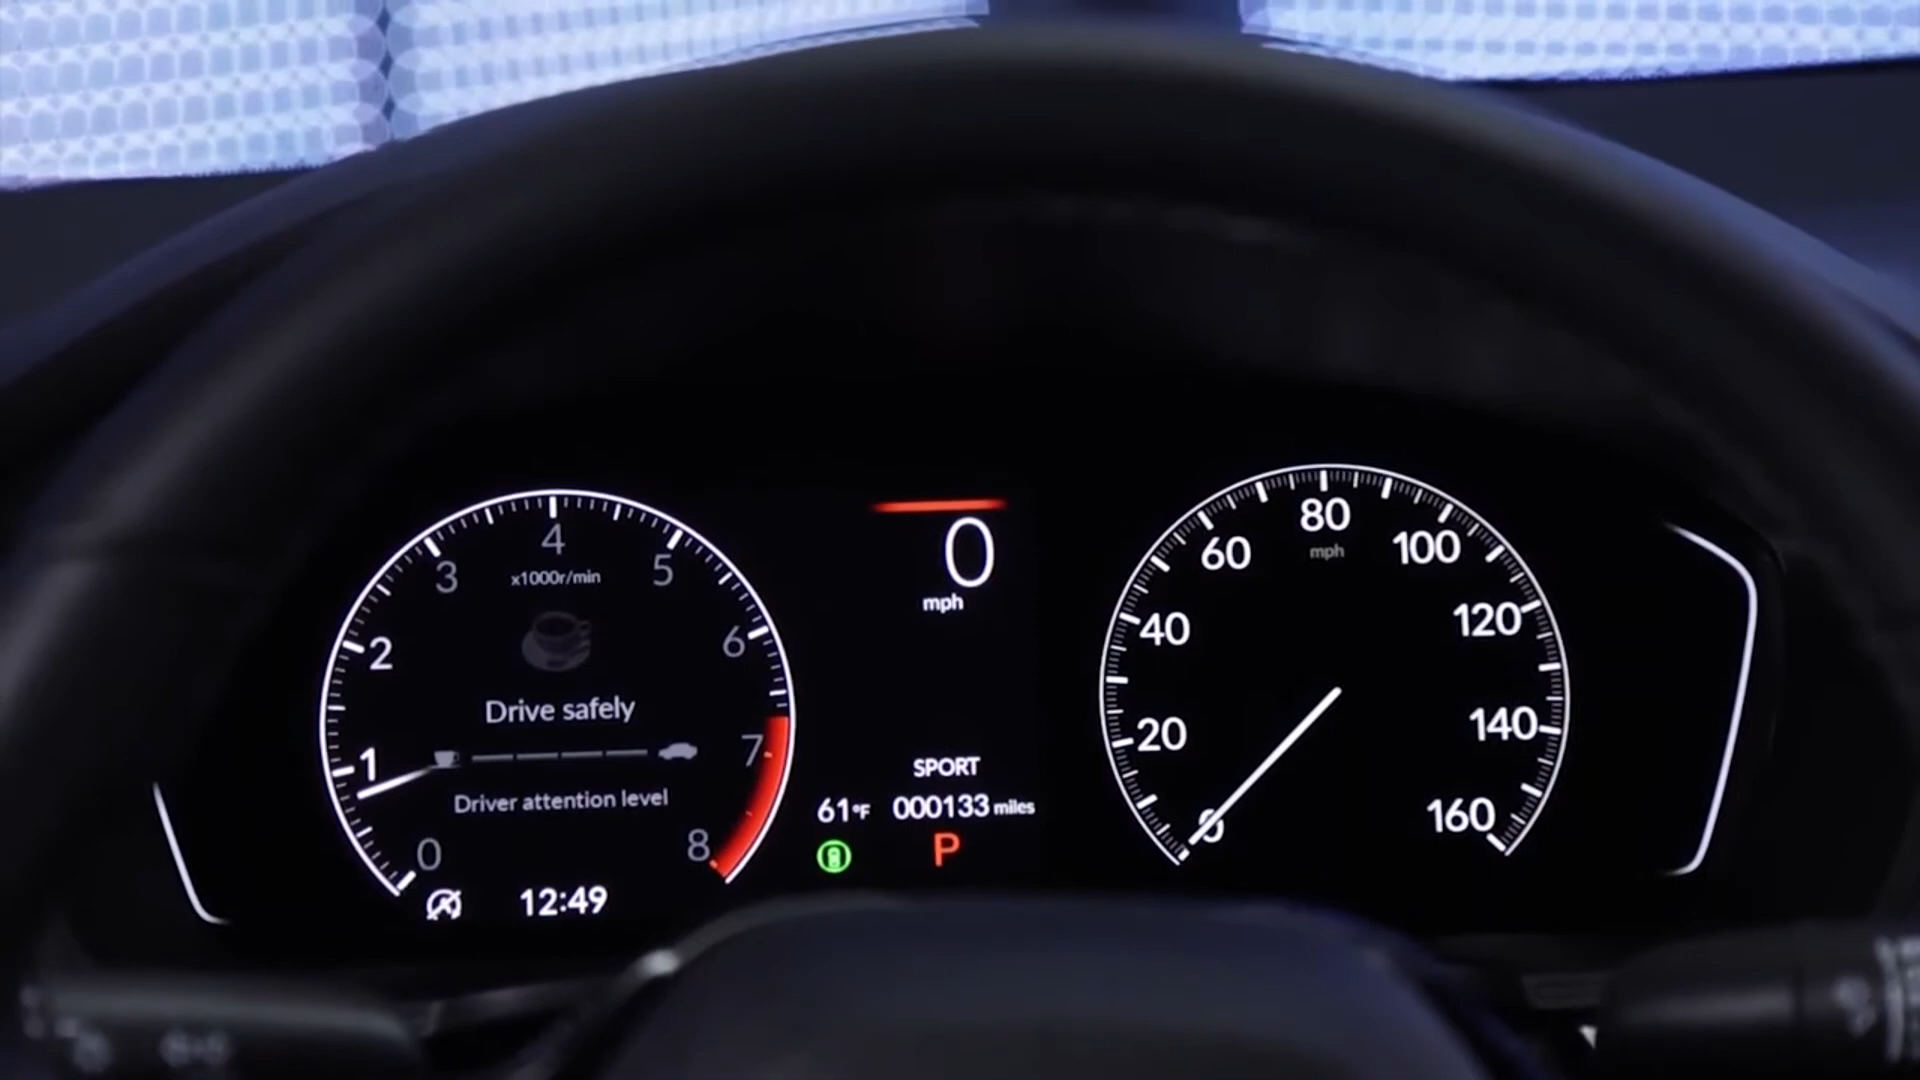 4
3
x1000r/min
5
2
6
Drive safely
1
7
Driver attention level
0
8
12:49
0
mph
SPORT
61°F
000133 miles
P
80
mph
60
100
40
120
20
140
0
160